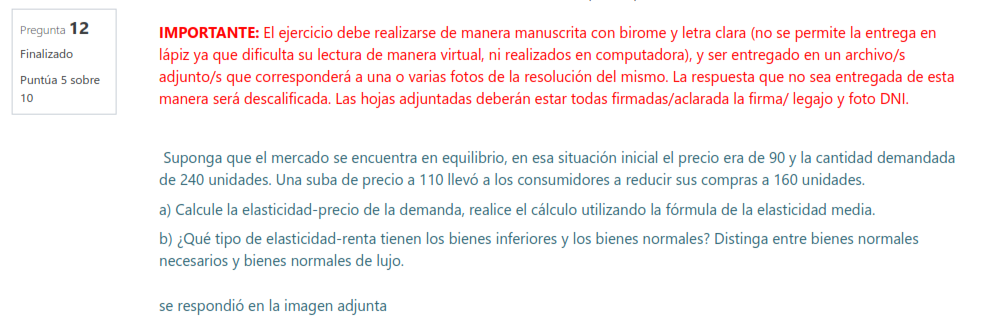 Pregunta 12
Finalizado
Puntúa 5 sobre
10
IMPORTANTE: El ejercicio debe realizarse de manera manuscrita con birome y letra clara (no se permite la entrega en
lápiz ya que dificulta su lectura de manera virtual, ni realizados en computadora), y ser entregado en un archivo/s
adjunto/s que corresponderá a una o varias fotos de la resolución del mismo. La respuesta que no sea entregada de esta
manera será descalificada. Las hojas adjuntadas deberán estar todas firmadas/aclarada la firma/ legajo y foto DNI.
Suponga que el mercado se encuentra en equilibrio, en esa situación inicial el precio era de 90 y la cantidad demandada
de 240 unidades. Una suba de precio a 110 llevó a los consumidores a reducir sus compras a 160 unidades.
a) Calcule la elasticidad-precio de la demanda, realice el cálculo utilizando la fórmula de la elasticidad media.
b) ¿Qué tipo de elasticidad-renta tienen los bienes inferiores y los bienes normales? Distinga entre bienes normales
necesarios y bienes normales de lujo.
se respondió en la imagen adjunta